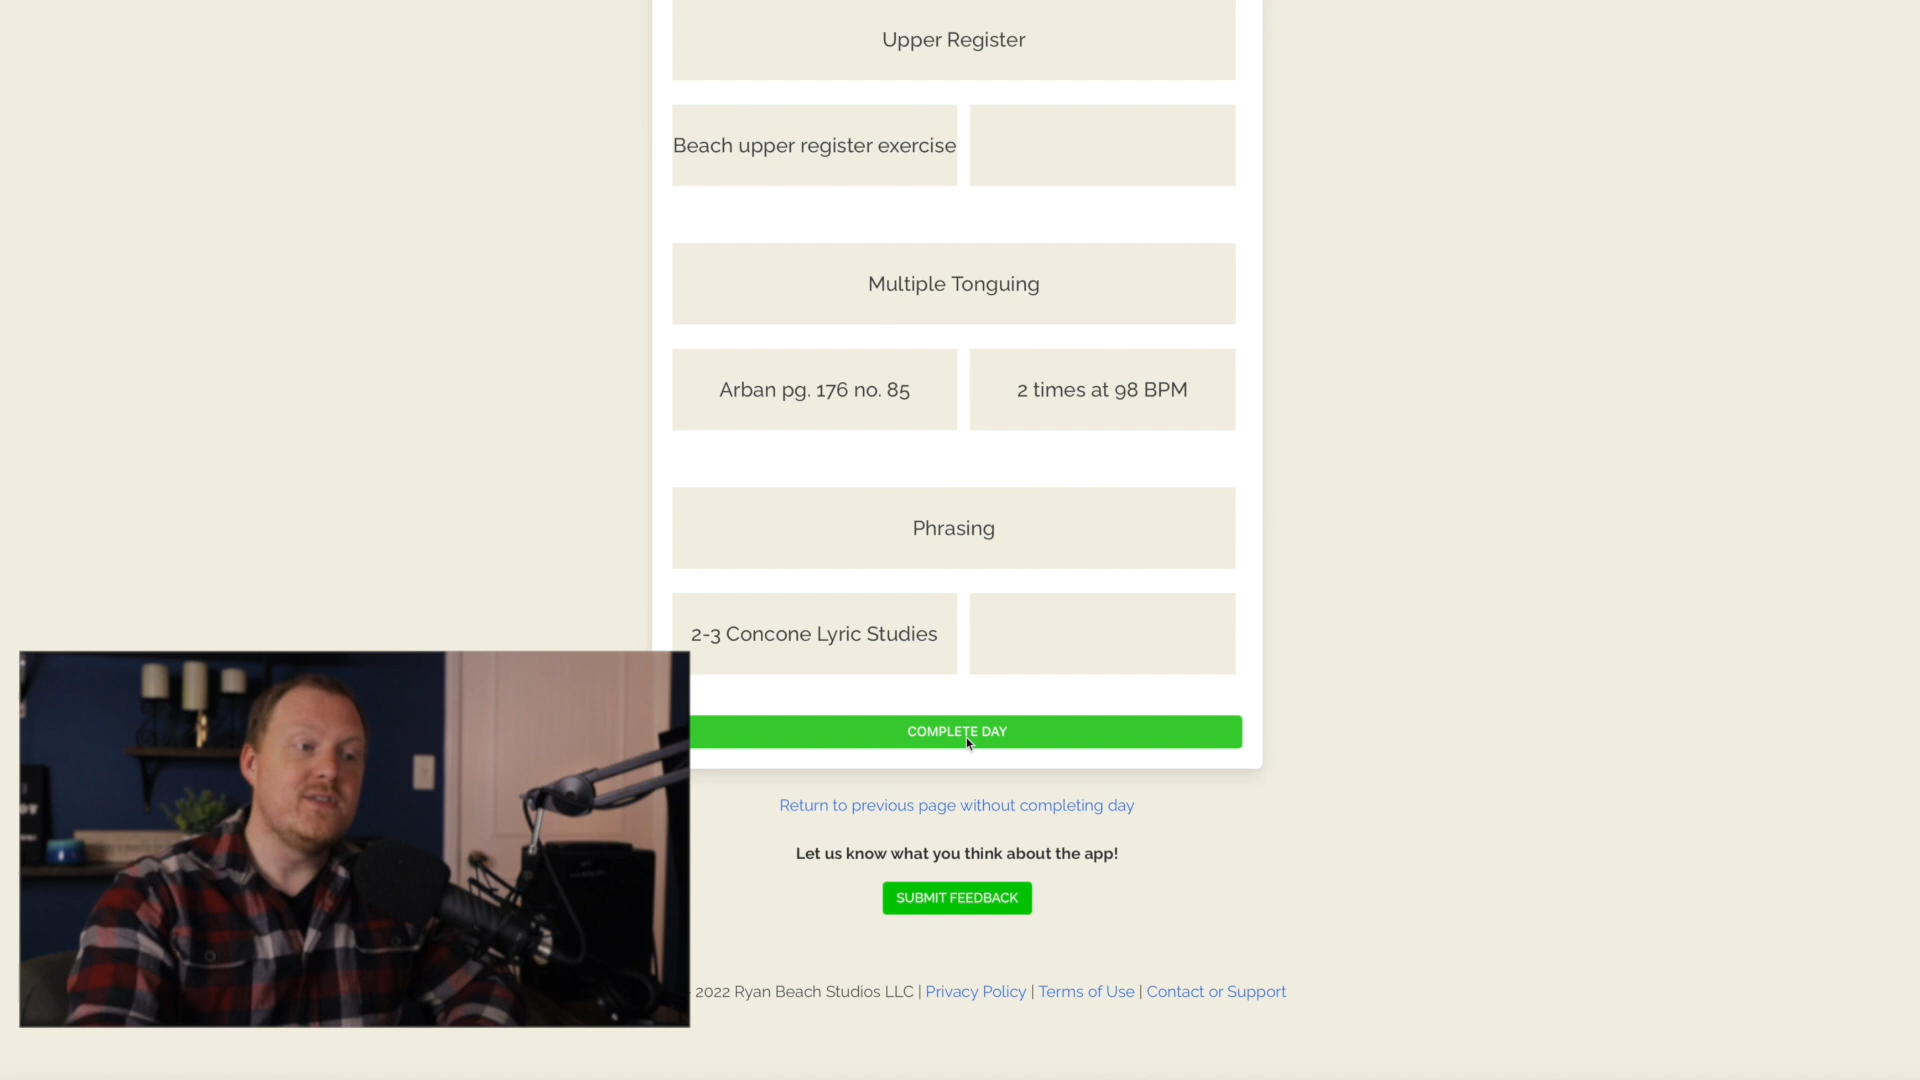 Upper Register
Beach upper register exercise
Multiple Tonguing
Arban pg. 176 no. 85
2 times at 98 BPM
Phrasing
2-3 Concone Lyric Studies
COMPLETE DAY
Return to previous page without completing day
Let us know what you think about the app!
SUBMIT FEEDBACK
2022 Ryan Beach Studios LLC | Privacy Policy | Terms of Use | Contact or Support